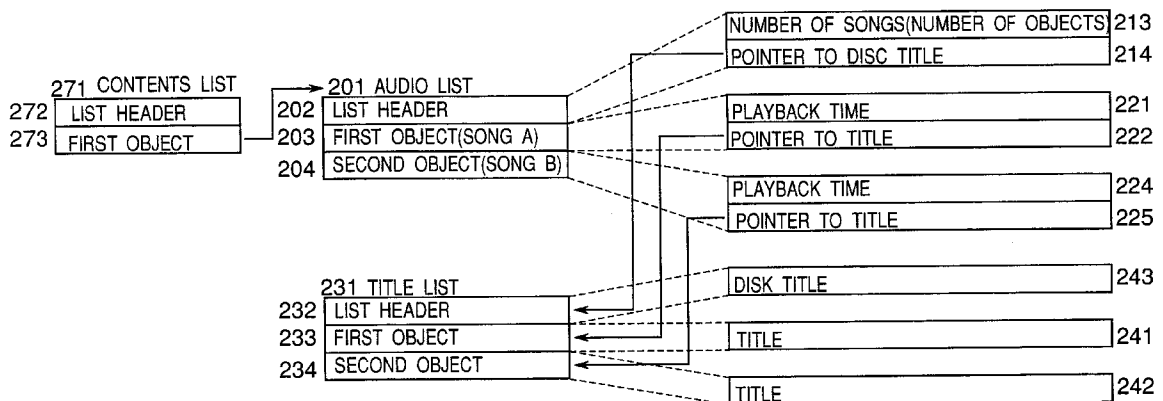 271 CONTENTS LIST
272 LIST HEADER
273 FIRST OBJECT
201 AUDIO LIST
202 LIST HEADER
203 FIRST OBJECT(SONG A)
204 SECOND OBJECT(SONG B)
NUMBER OF SONGS(NUMBER OF OBJECTS) 213
POINTER TO DISC TITLE 214
PLAYBACK TIME 221
POINTER TO TITLE 222
PLAYBACK TIME 224
POINTER TO TITLE 225
231 TITLE LIST
232 LIST HEADER
233 FIRST OBJECT
234 SECOND OBJECT
DISK TITLE 243
TITLE 241
TITLE 242